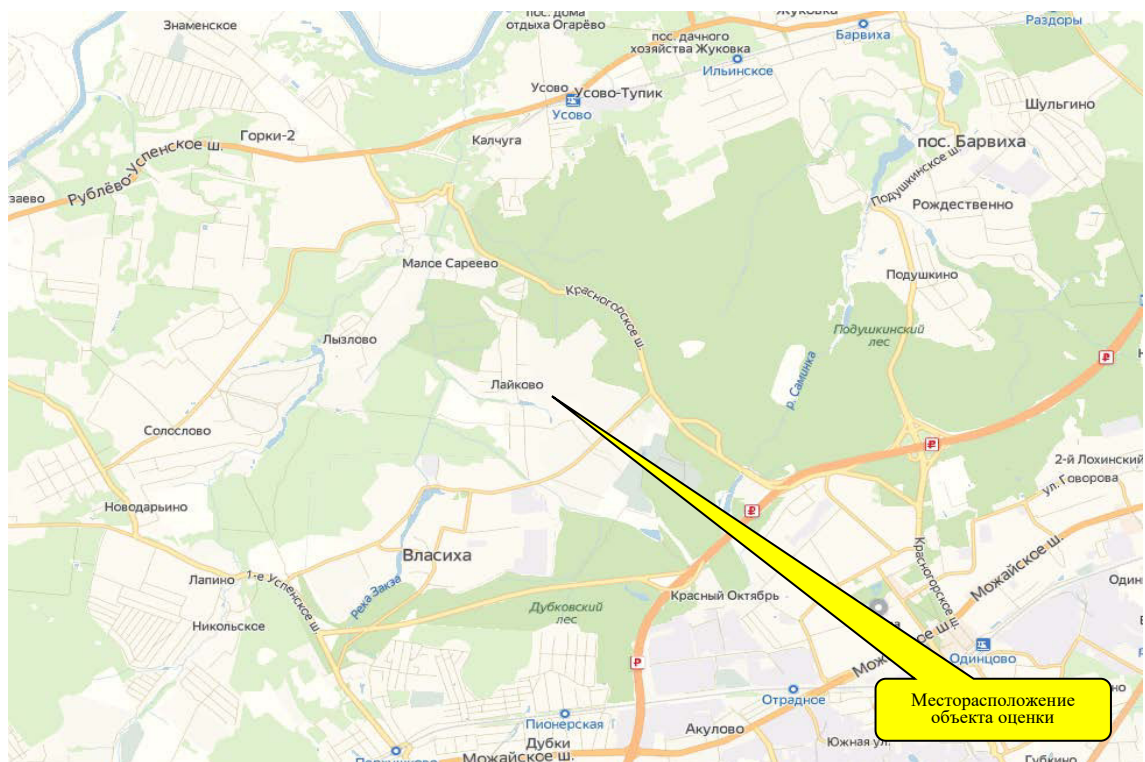 Знаменское
пос. дома
отдыха Огарёво
Жуковка
Раздоры
Барвиха
пос. дачного
хозяйства Жуковка
Ильинское
Усово
Усово-Тупик
Усово
Шульгино
Горки-2
Калчуга
пос. Барвиха
Рублёво-Успенское ш.
Подушкинское ш.
Рождественно
Малое Сареево
Подушкино
Красногорское ш.
Подушкинский
лес
Лызлово
р. Саминка
Лайково
Солослово
2-й Лохинский
ул. Говорова
Новодарьино
Власиха
Красногорское ш.
Можайское ш.
Лапино
1-е Успенское ш.
Река Закза
Дубковский
лес
Красный Октябрь
Никольское
Можайское ш.
Одинцово
Отрадное
Месторасположение
объекта оценки
Пионерская
Акулово
Дубки
Южная ул.
Можайское ш.
Губкино